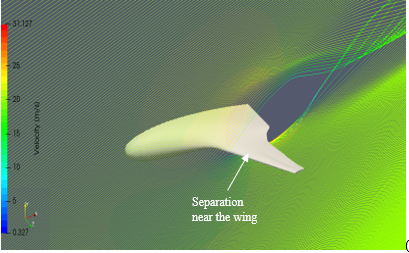 31.127
25
20
15
10
5
0.327
Velocity (m/s)
Separation
near the wing